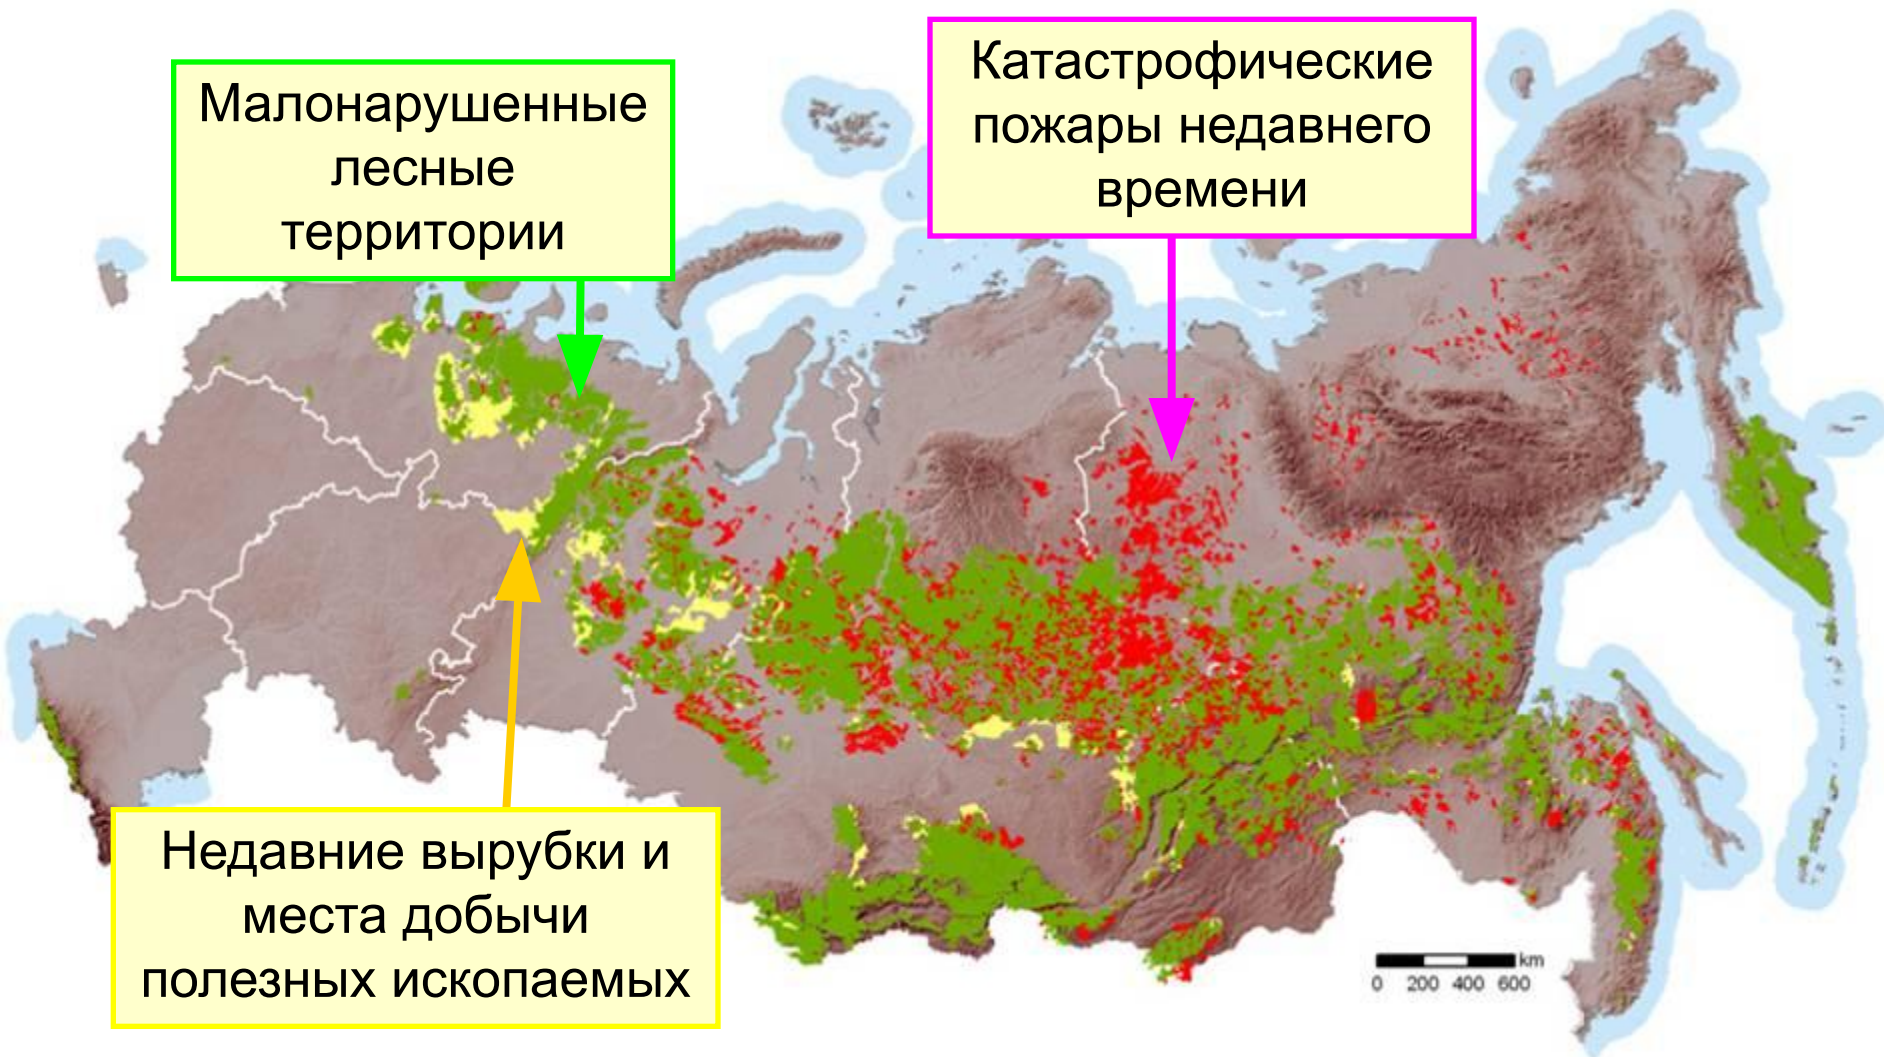 Малонарушенные
лесные
территории
Катастрофические
пожары недавнего
времени
Недавние вырубки и
места добычи
полезных ископаемых
km
0 200 400 600